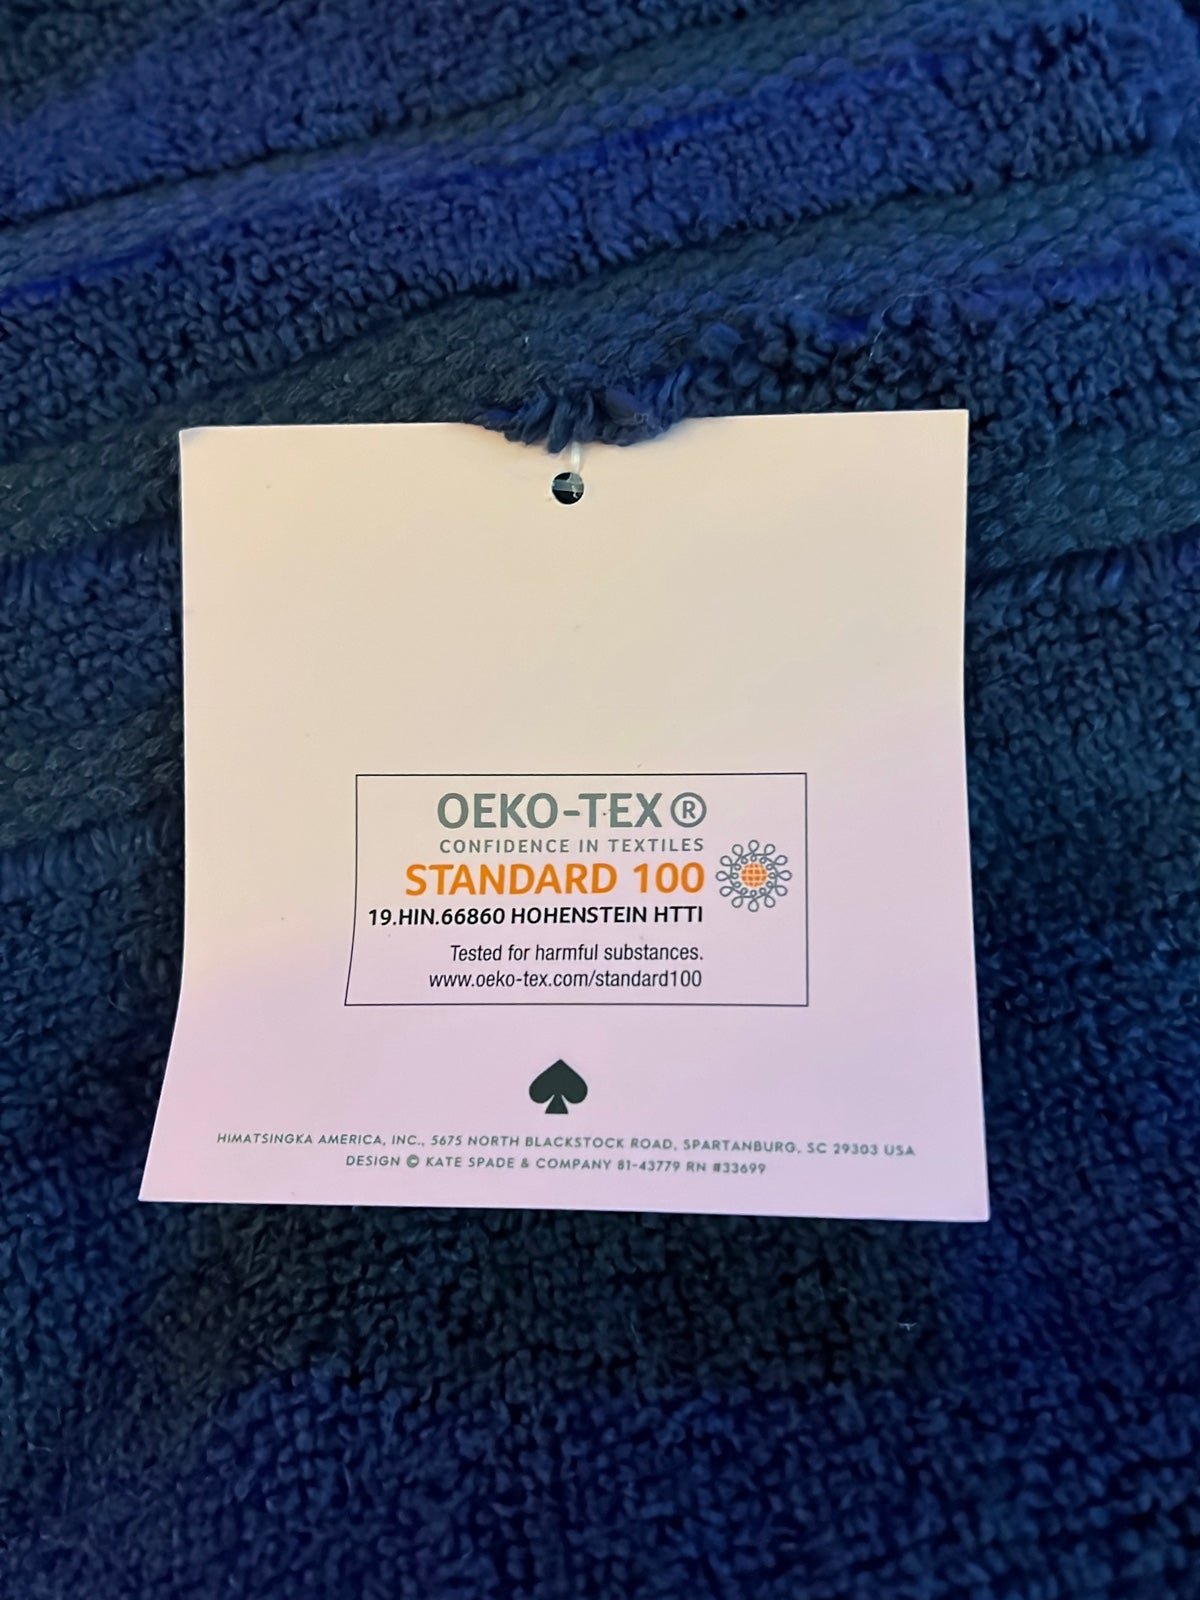 OEKO-TEX®
CONFIDENCE IN TEXTILES
STANDARD 100
19.HIN.66860 HOHENSTEIN HTTI
Tested for harmful substances.
www.oeko-tex.com/standard100
HIMATSINGKA AMERICA, INC., 5675 NORTH BLACKSTOCK ROAD, SPARTANBURG, SC 29303 USA
DESIGN © KATE SPADE & COMPANY 81-43779 RN #33699